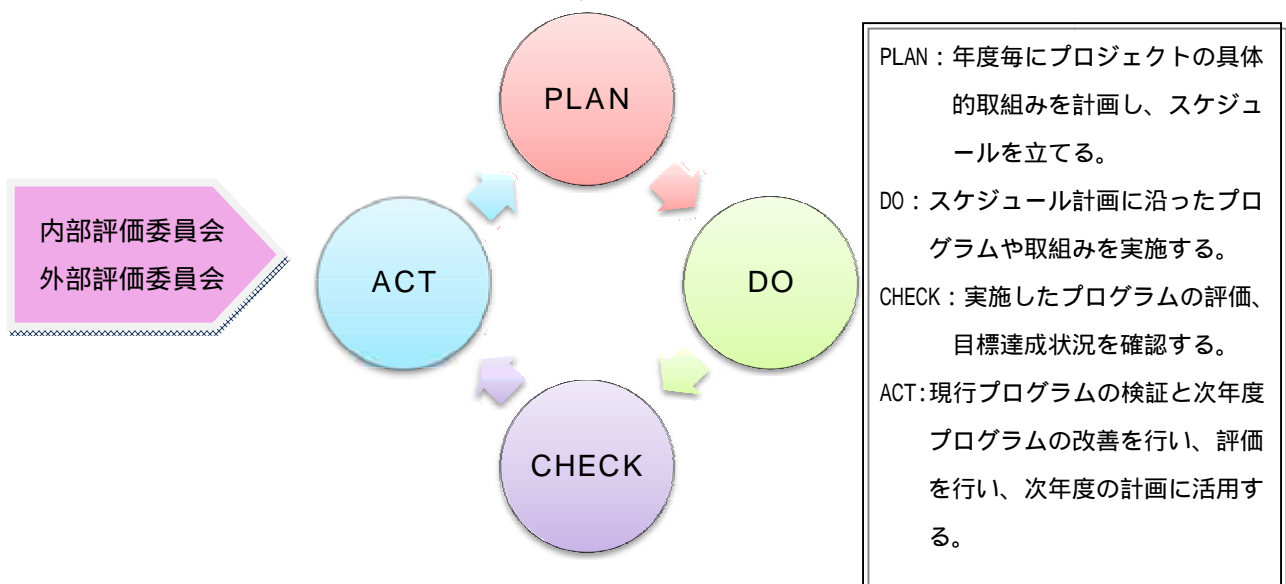 PLAN
内部評価委員会
外部評価委員会
ACT
DO
CHECK
PLAN：年度毎にプロジェクトの具体
的取組みを計画し、スケジュ
ールを立てる。
DO：スケジュール計画に沿ったプロ
グラムや取組みを実施する。
CHECK：実施したプログラムの評価、
目標達成状況を確認する。
ACT:現行プログラムの検証と次年度
プログラムの改善を行い、評価
を行い、次年度の計画に活用す
る。